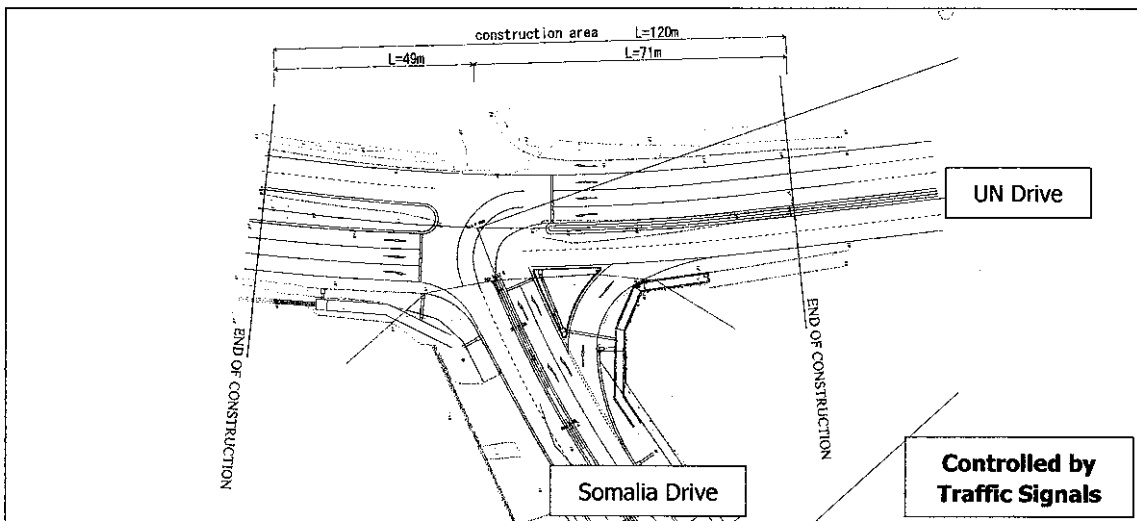 construction area L=120m
L=49m
L=71m
UN Drive
END OF CONSTRUCTION
END OF CONSTRUCTION
Somalia Drive
Controlled by
Traffic Signals